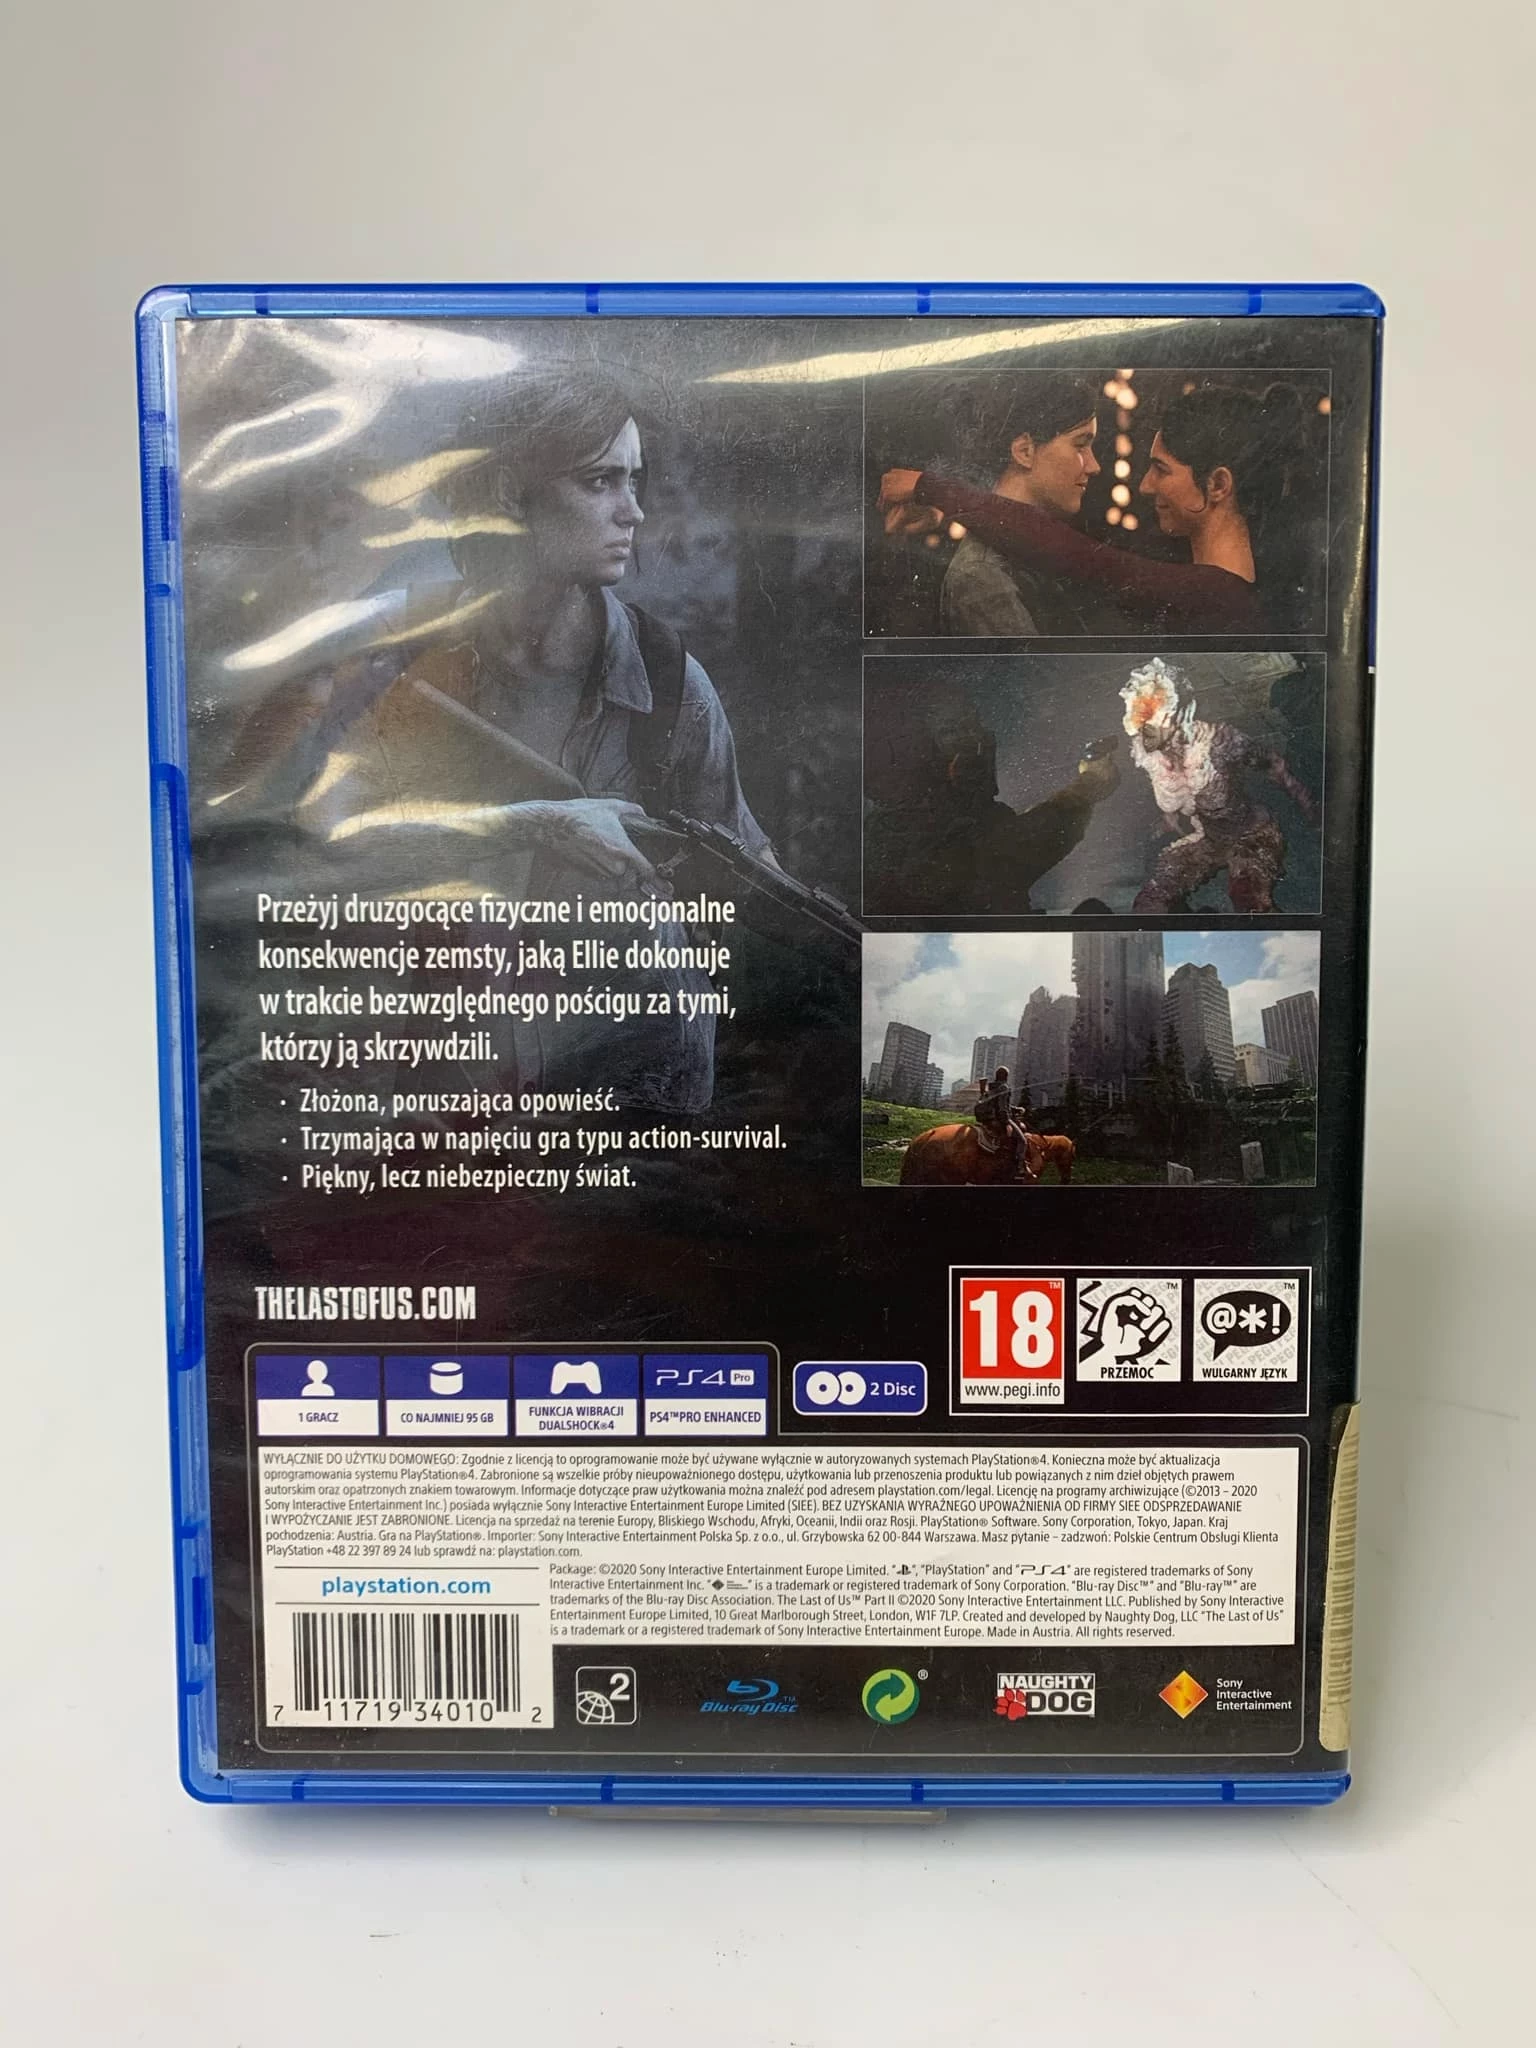 Przeżyj druzgocące fizyczne i emocjonalne
konsekwencje zemsty, jaką Ellie dokonuje
w trakcie bezwzględnego pościgu za tymi,
którzy ją skrzywdzili.
· Złożona, poruszająca opowieść.
· Trzymająca w napięciu gra typu action-survival.
· Piękny, lecz niebezpieczny świat.
THELASTOFUS.COM
18™
www.pegi.info
™
PRZEMOC
@*!
™
WULGARNY JĘZYK
1 GRACZ
CO NAJMNIEJ 95 GB
FUNKCJA WIBRACJI
DUALSHOCK®4
PS4 Pro
PS4™PRO ENHANCED
2 Disc
WYŁĄCZNIE DO UŻYTKU DOMOWEGO: Zgodnie z licencją to oprogramowanie może być używane wyłącznie w autoryzowanych systemach PlayStation®4. Konieczna może być aktualizacja
oprogramowania systemu PlayStation®4. Zabronione są wszelkie próby nieupoważnionego dostępu, użytkowania lub przenoszenia produktu lub powiązanych z nim dzieł objętych prawem
autorskim oraz opatrzonych znakiem towarowym. Informacje dotyczące praw użytkowania można znaleźć pod adresem playstation.com/legal. Licencję na programy archiwizujące (©2013 - 2020
Sony Interactive Entertainment Inc.) posiada wyłącznie Sony Interactive Entertainment Europe Limited (SIEE). BEZ UZYSKANIA WYRAŹNEGO UPOWAŻNIENIA OD FIRMY SIEE ODSPRZEDAWANIE
I WYPOŻYCZANIE JEST ZABRONIONE. Licencja na sprzedaż na terenie Europy, Bliskiego Wschodu, Afryki, Oceanii, Indii oraz Rosji. PlayStation® Software. Sony Corporation, Tokyo, Japan. Kraj
pochodzenia: Austria. Gra na PlayStation®. Importer: Sony Interactive Entertainment Polska Sp. z o.o., ul. Grzybowska 62 00-844 Warszawa. Masz pytanie – zadzwoń: Polskie Centrum Obsługi Klienta
PlayStation +48 22 397 89 24 lub sprawdź na: playstation.com.
playstation.com
Package: ©2020 Sony Interactive Entertainment Europe Limited. " ", "PlayStation" and "PS4" are registered trademarks of Sony
Interactive Entertainment Inc. " " is a trademark or registered trademark of Sony Corporation. "Blu-ray Disc™" and "Blu-ray™" are
trademarks of the Blu-ray Disc Association. The Last of Us™ Part II ©2020 Sony Interactive Entertainment LLC. Published by Sony Interactive
Entertainment Europe Limited, 10 Great Marlborough Street, London, W1F 7LP. Created and developed by Naughty Dog, LLC "The Last of Us"
is a trademark or a registered trademark of Sony Interactive Entertainment Europe. Made in Austria. All rights reserved.
7 11719 34010 2
2
Blu-ray Disc™
®
NAUGHTY
DOG
Sony
Interactive
Entertainment